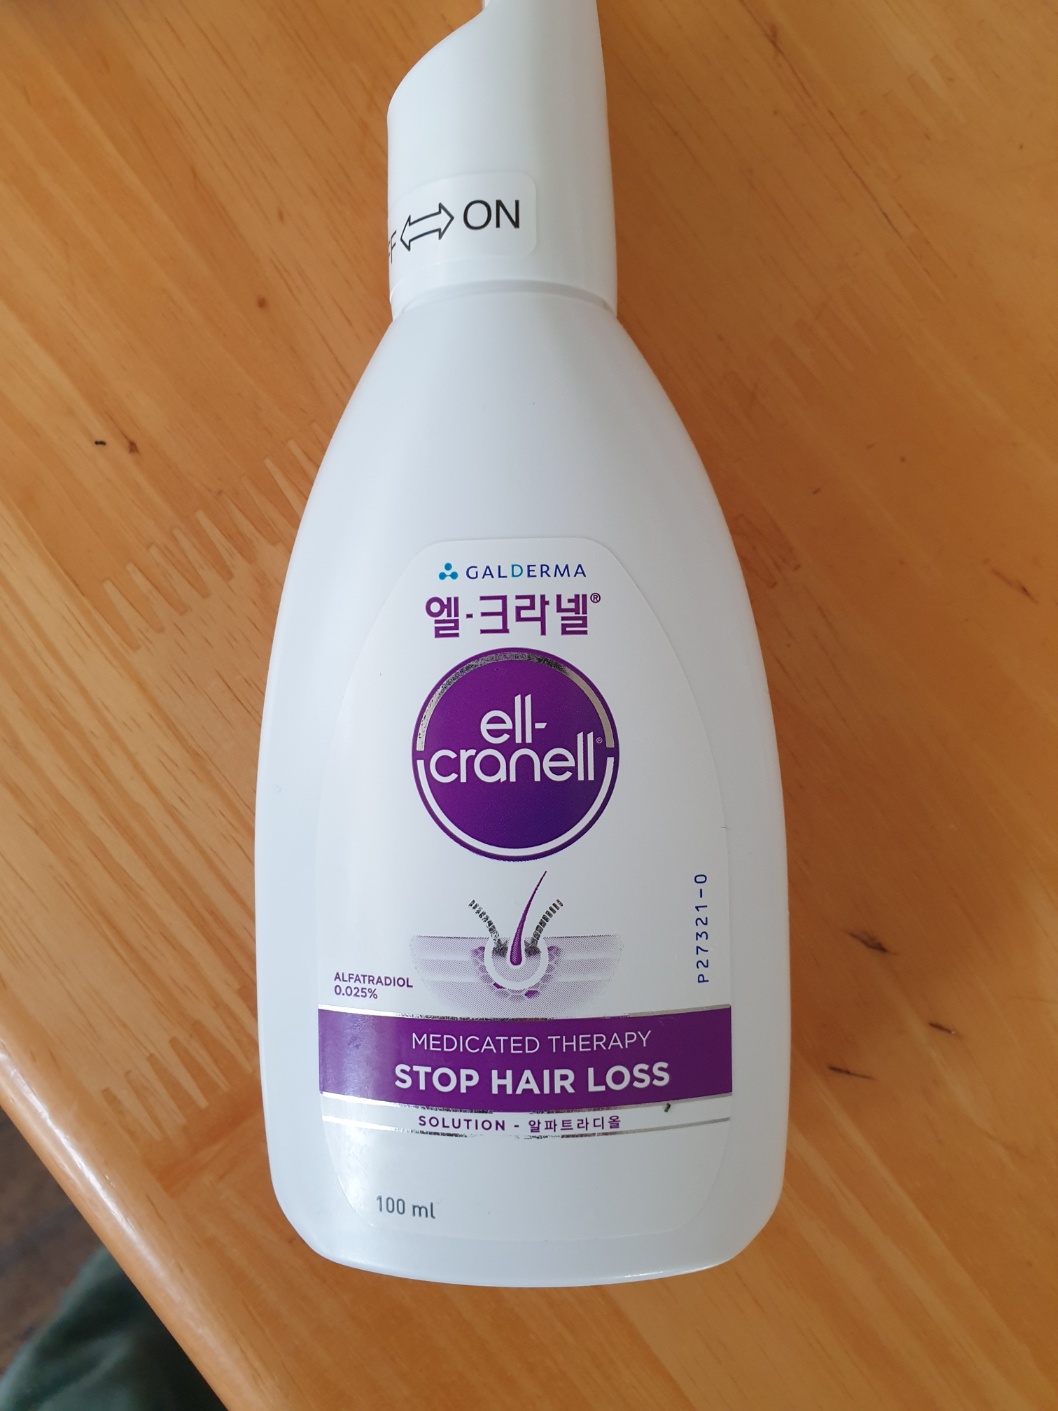 ON
GALDERMA
엘·크라넬®
ell-
cranell®
P27321-0
ALFATRADIOL
0.025%
MEDICATED THERAPY
STOP HAIR LOSS
SOLUTION - 알파트라디올
100 ml